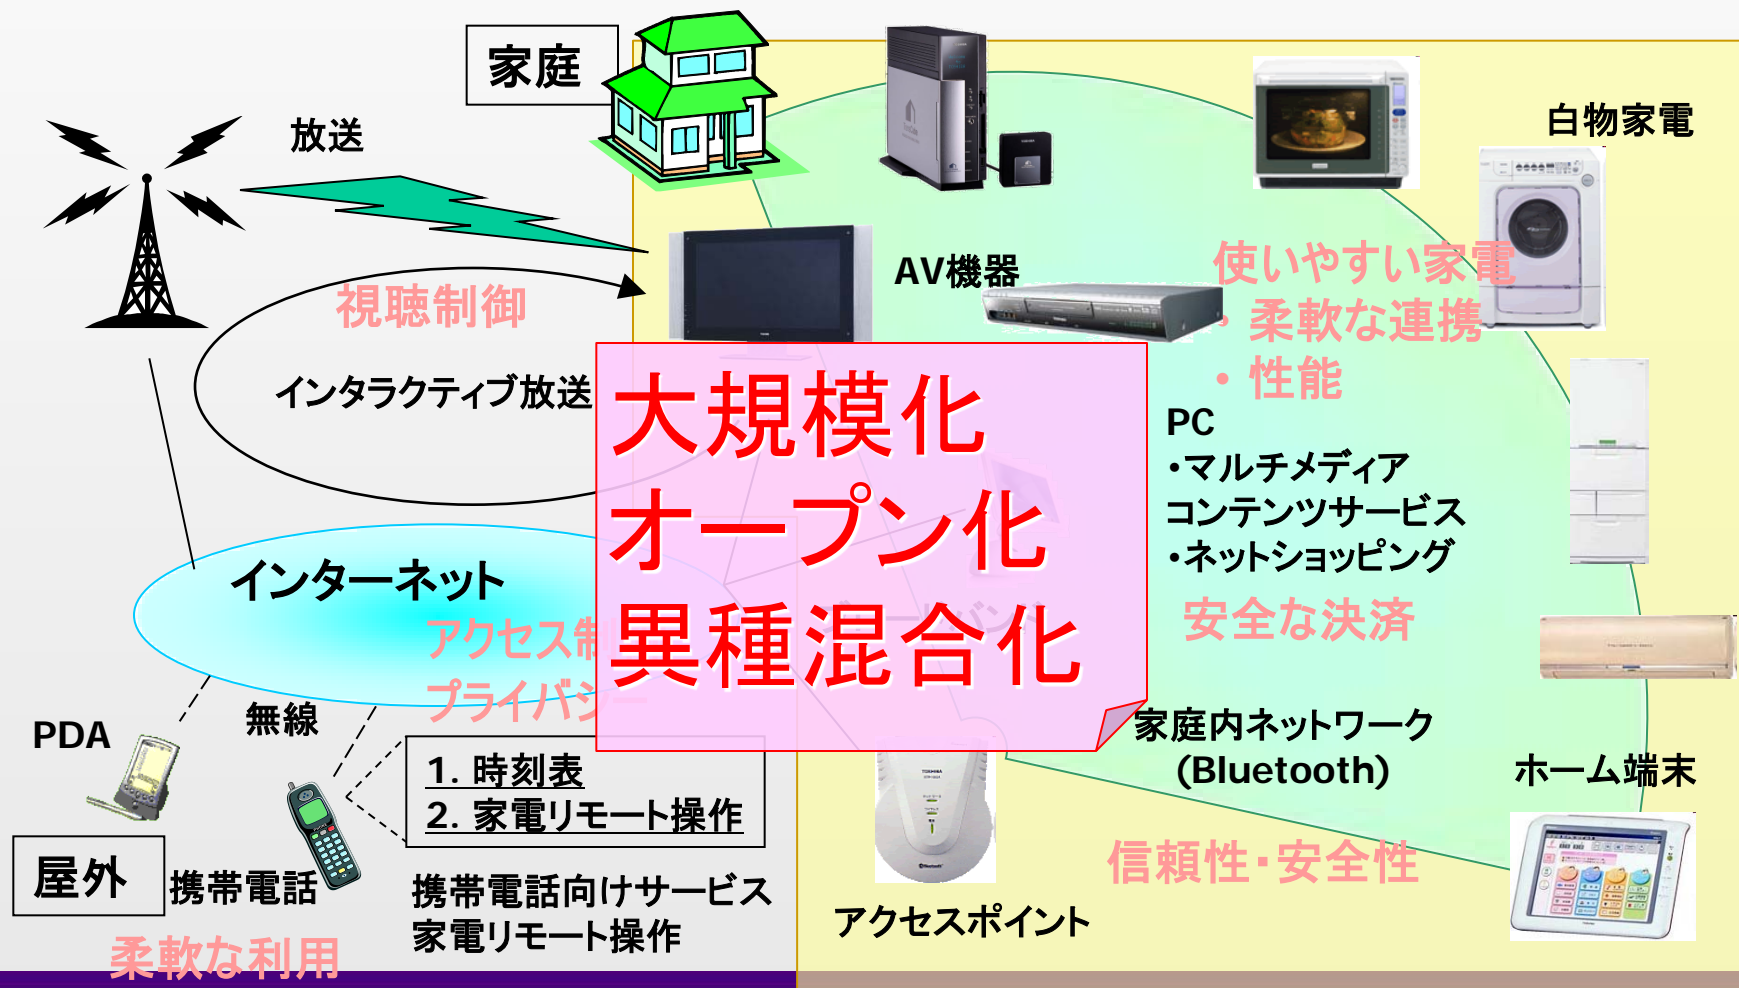 家庭
放送
白物家電
AV機器
使いやすい家電
・柔軟な連携
・性能
視聴制御
インタラクティブ放送
大規模化
オープン化
異種混合化
PC
・マルチメディア
コンテンツサービス
・ネットショッピング
安全な決済
インターネット
アクセス制
プライバシー
家庭内ネットワーク
(Bluetooth)
ホーム端末
PDA
無線
1. 時刻表
2. 家電リモート操作
屋外
携帯電話
携帯電話向けサービス
家電リモート操作
TOSHIBA
Bluetooth
アクセスポイント
信頼性・安全性
柔軟な利用